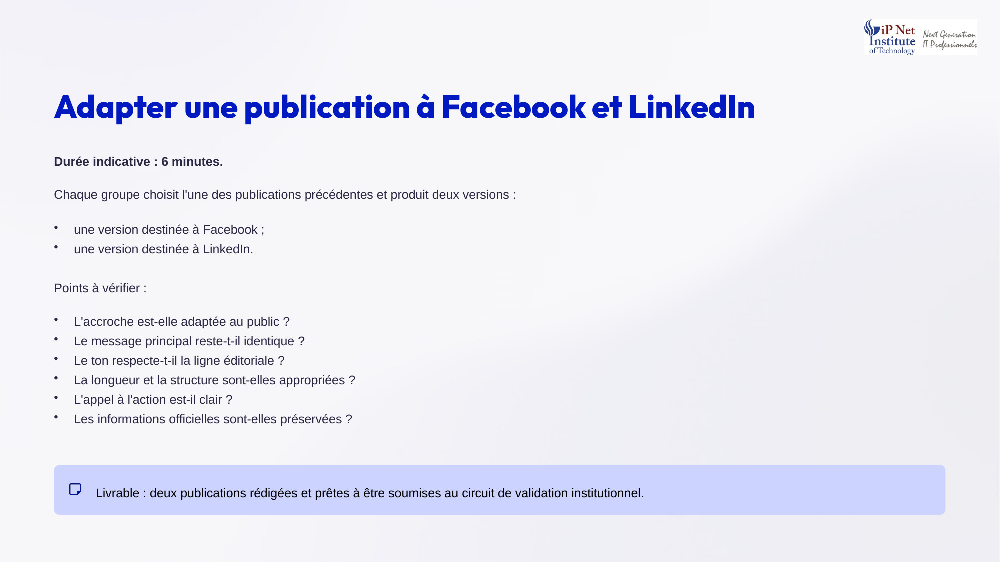 iP Net
Institute
of Technology
Next Generation
IT Professionnels
Adapter une publication à Facebook et LinkedIn
Durée indicative : 6 minutes.
Chaque groupe choisit l'une des publications précédentes et produit deux versions :
• une version destinée à Facebook ;
• une version destinée à LinkedIn.
Points à vérifier :
• L'accroche est-elle adaptée au public ?
• Le message principal reste-t-il identique ?
• Le ton respecte-t-il la ligne éditoriale ?
• La longueur et la structure sont-elles appropriées ?
• L'appel à l'action est-il clair ?
• Les informations officielles sont-elles préservées ?
Livrable : deux publications rédigées et prêtes à être soumises au circuit de validation institutionnel.